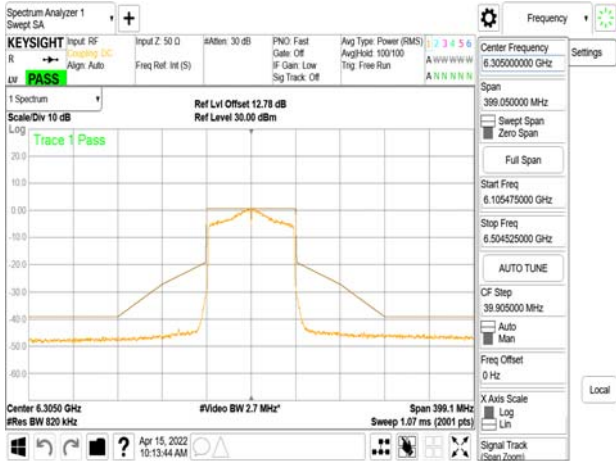 Spectrum Analyzer 1
Swept SA
KEYSIGHT
R
PASS
Input: RF
Coupling: DC
Align: Auto
Input Z: 50 Ω
Freq Ref: Int (S)
#Atten: 30 dB
PNO: Fast
Gate: Off
IF Gain: Low
Sig Track: Off
Avg Type: Power (RMS)
Avg|Hold: 100/100
Trig: Free Run
1 2 3 4 5 6
A W W W W W
A N N N N N
1 Spectrum
Scale/Div 10 dB
Ref Lvl Offset 12.78 dB
Ref Level 30.00 dBm
Log
Trace 1 Pass
20.0
10.0
0.00
-10.0
-20.0
-30.0
-40.0
-50.0
-60.0
Center 6.3050 GHz
#Res BW 820 kHz
#Video BW 2.7 MHz*
Span 399.1 MHz
Sweep 1.07 ms (2001 pts)
Apr 15, 2022
10:13:44 AM
Frequency
Settings
Center Frequency
6.305000000 GHz
Span
399.050000 MHz
Swept Span
Zero Span
Full Span
Start Freq
6.105475000 GHz
Stop Freq
6.504525000 GHz
AUTO TUNE
CF Step
39.905000 MHz
Auto
Man
Freq Offset
0 Hz
X Axis Scale
Log
Lin
Signal Track
(Span Zoom)
Local